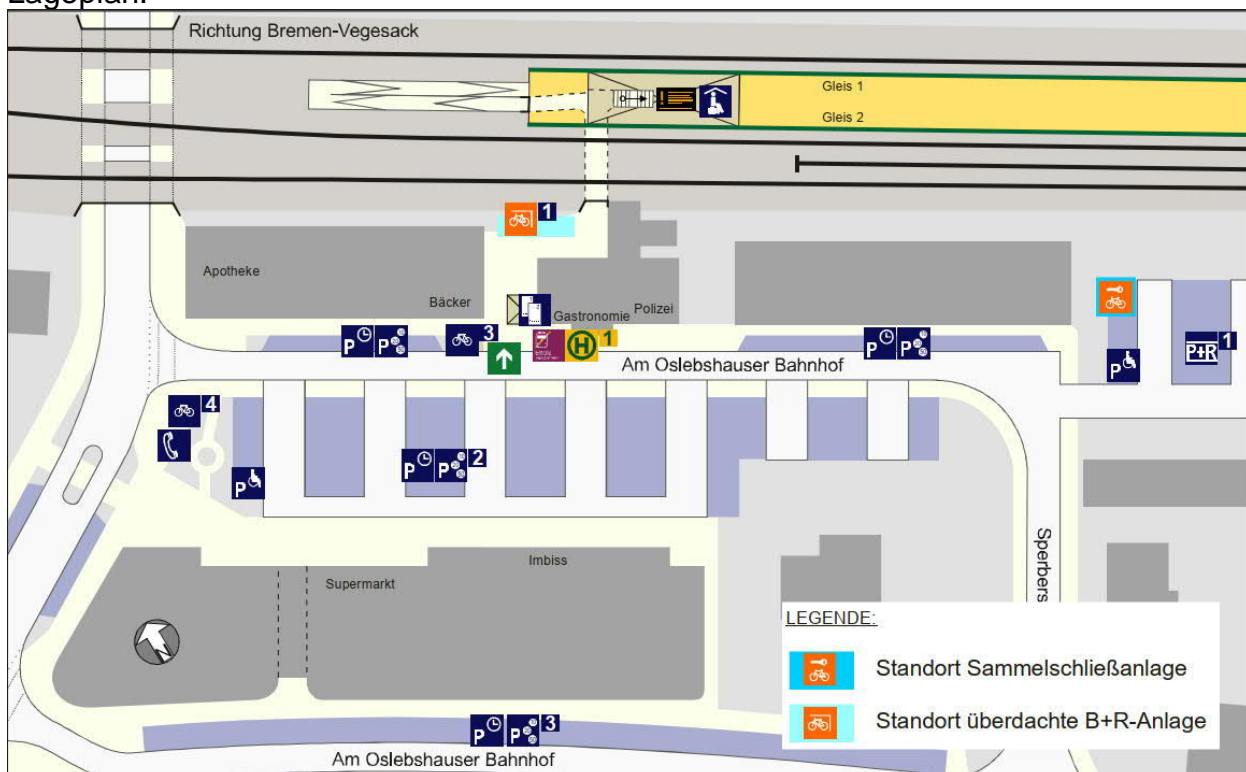 Lageplan:
Richtung Bremen-Vegesack
Gleis 1
Gleis 2
1
Apotheke
Bäcker
Gastronomie
Polizei
P P
3
H 1
P P
Am Oslebshauser Bahnhof
P
P+R 1
4
P
P P 2
Imbiss
Supermarkt
Sperbers
LEGENDE:
Standort Sammelschließanlage
Standort überdachte B+R-Anlage
P P 3
Am Oslebshauser Bahnhof